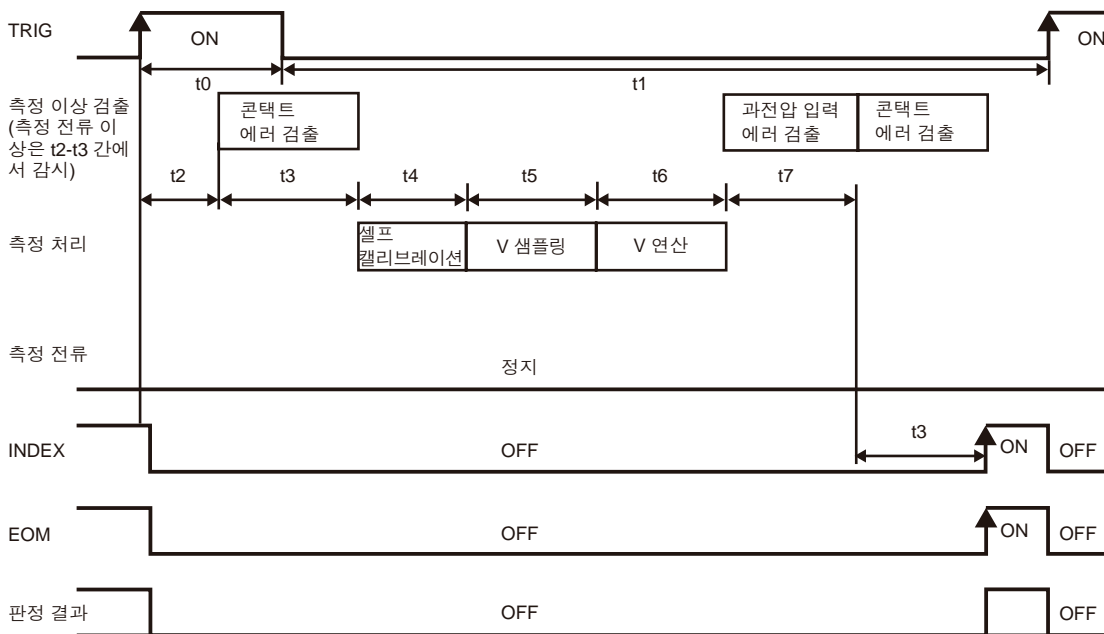 TRIG
ON
ON
t0
t1
측정 이상 검출
(측정 전류 이
상은 t2-t3 간에
서 감시)
콘택트
에러 검출
과전압 입력
에러 검출
콘택트
에러 검출
t2
t3
t4
t5
t6
t7
측정 처리
셀프
캘리브레이션
V 샘플링
V 연산
측정 전류
정지
INDEX
OFF
t3
ON
OFF
EOM
OFF
ON
OFF
판정 결과
OFF
OFF